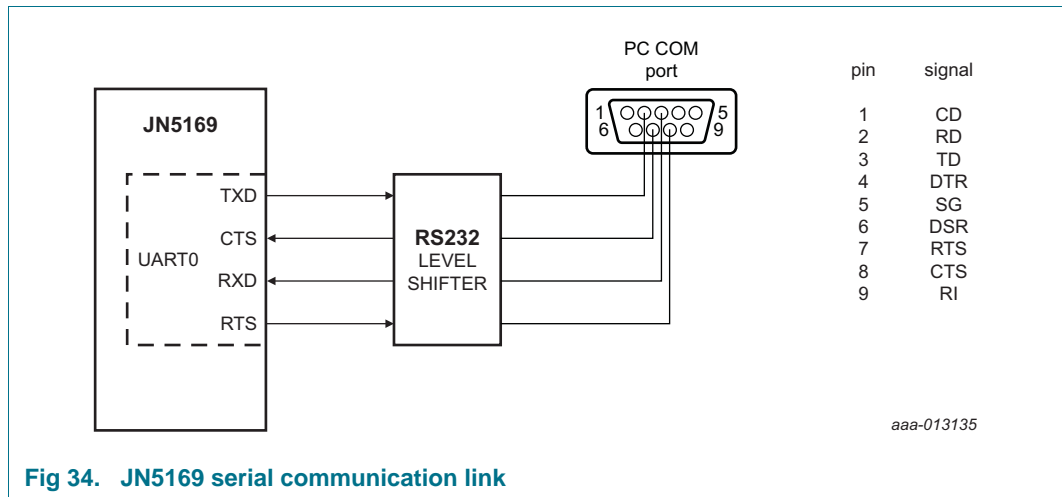 PC COM
port
1 5
6 9
pin signal
1 CD
2 RD
3 TD
4 DTR
5 SG
6 DSR
7 RTS
8 CTS
9 RI
JN5169
UART0
TXD
CTS
RXD
RTS
RS232
LEVEL
SHIFTER
aaa-013135
Fig 34. JN5169 serial communication link